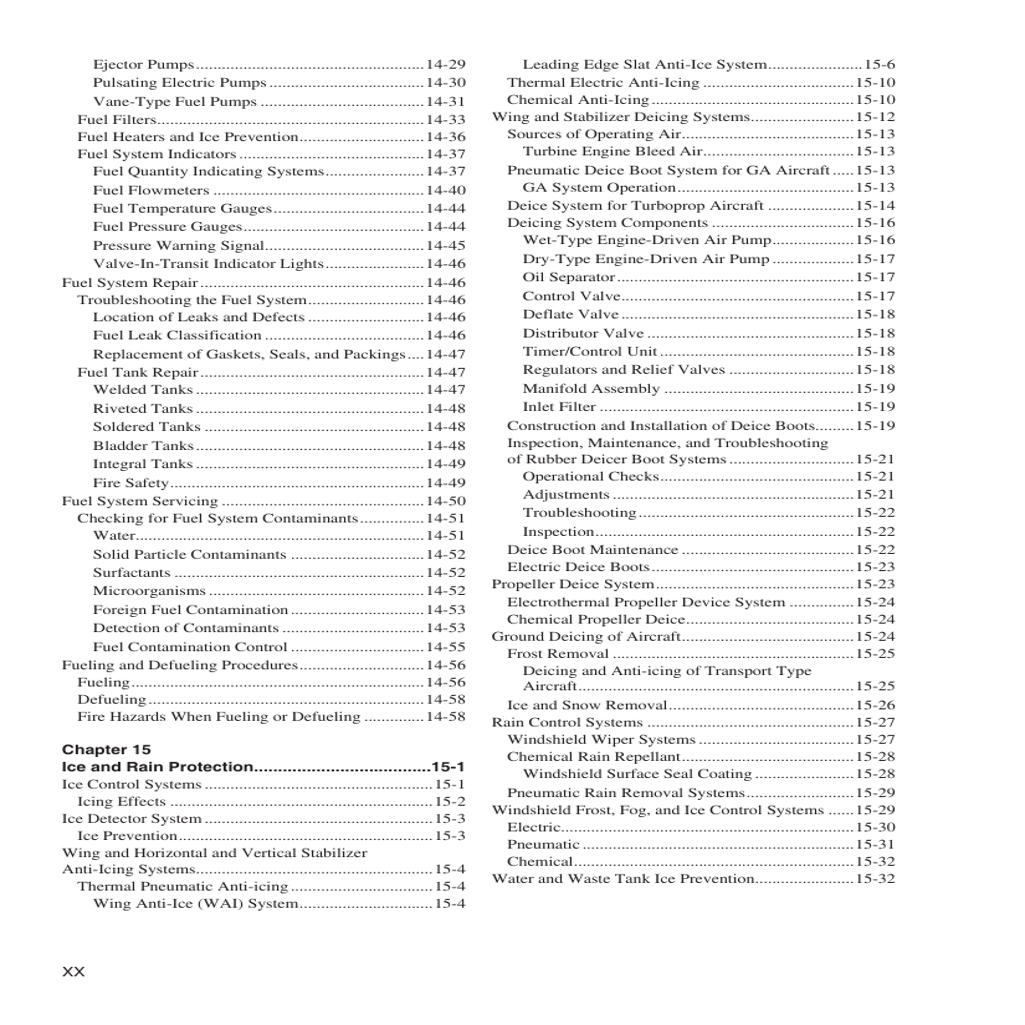 Ejector Pumps.....................................................14-29
Pulsating Electric Pumps....................................14-30
Vane-Type Fuel Pumps ......................................14-31
Fuel Filters..............................................................14-33
Fuel Heaters and Ice Prevention.............................14-36
Fuel System Indicators ...........................................14-37
Fuel Quantity Indicating Systems.......................14-37
Fuel Flowmeters .................................................14-40
Fuel Temperature Gauges...................................14-44
Fuel Pressure Gauges..........................................14-44
Pressure Warning Signal.....................................14-45
Valve-In-Transit Indicator Lights.......................14-46
Fuel System Repair....................................................14-46
Troubleshooting the Fuel System...........................14-46
Location of Leaks and Defects ...........................14-46
Fuel Leak Classification .....................................14-46
Replacement of Gaskets, Seals, and Packings....14-47
Fuel Tank Repair....................................................14-47
Welded Tanks.....................................................14-47
Riveted Tanks.....................................................14-48
Soldered Tanks ...................................................14-48
Bladder Tanks.....................................................14-48
Integral Tanks.....................................................14-49
Fire Safety...........................................................14-49
Fuel System Servicing ...............................................14-50
Checking for Fuel System Contaminants...............14-51
Water...................................................................14-51
Solid Particle Contaminants ...............................14-52
Surfactants ..........................................................14-52
Microorganisms ..................................................14-52
Foreign Fuel Contamination...............................14-53
Detection of Contaminants .................................14-53
Fuel Contamination Control ...............................14-55
Fueling and Defueling Procedures.............................14-56
Fueling....................................................................14-56
Defueling................................................................14-58
Fire Hazards When Fueling or Defueling ..............14-58
Chapter 15
Ice and Rain Protection......................................15-1
Ice Control Systems.....................................................15-1
Icing Effects .............................................................15-2
Ice Detector System.....................................................15-3
Ice Prevention...........................................................15-3
Wing and Horizontal and Vertical Stabilizer
Anti-Icing Systems.......................................................15-4
Thermal Pneumatic Anti-icing.................................15-4
Wing Anti-Ice (WAI) System...............................15-4
Leading Edge Slat Anti-Ice System......................15-6
Thermal Electric Anti-Icing ...................................15-10
Chemical Anti-Icing...............................................15-10
Wing and Stabilizer Deicing Systems........................15-12
Sources of Operating Air........................................15-13
Turbine Engine Bleed Air...................................15-13
Pneumatic Deice Boot System for GA Aircraft.....15-13
GA System Operation.........................................15-13
Deice System for Turboprop Aircraft ....................15-14
Deicing System Components .................................15-16
Wet-Type Engine-Driven Air Pump...................15-16
Dry-Type Engine-Driven Air Pump ...................15-17
Oil Separator.......................................................15-17
Control Valve......................................................15-17
Deflate Valve......................................................15-18
Distributor Valve ................................................15-18
Timer/Control Unit.............................................15-18
Regulators and Relief Valves .............................15-18
Manifold Assembly ............................................15-19
Inlet Filter ...........................................................15-19
Construction and Installation of Deice Boots.........15-19
Inspection, Maintenance, and Troubleshooting
of Rubber Deicer Boot Systems.............................15-21
Operational Checks.............................................15-21
Adjustments ........................................................15-21
Troubleshooting..................................................15-22
Inspection............................................................15-22
Deice Boot Maintenance ........................................15-22
Electric Deice Boots...............................................15-23
Propeller Deice System..............................................15-23
Electrothermal Propeller Device System ...............15-24
Chemical Propeller Deice.......................................15-24
Ground Deicing of Aircraft........................................15-24
Frost Removal ........................................................15-25
Deicing and Anti-icing of Transport Type
Aircraft................................................................15-25
Ice and Snow Removal...........................................15-26
Rain Control Systems ................................................15-27
Windshield Wiper Systems ....................................15-27
Chemical Rain Repellant........................................15-28
Windshield Surface Seal Coating .......................15-28
Pneumatic Rain Removal Systems.........................15-29
Windshield Frost, Fog, and Ice Control Systems ......15-29
Electric....................................................................15-30
Pneumatic...............................................................15-31
Chemical.................................................................15-32
Water and Waste Tank Ice Prevention.......................15-32
xx